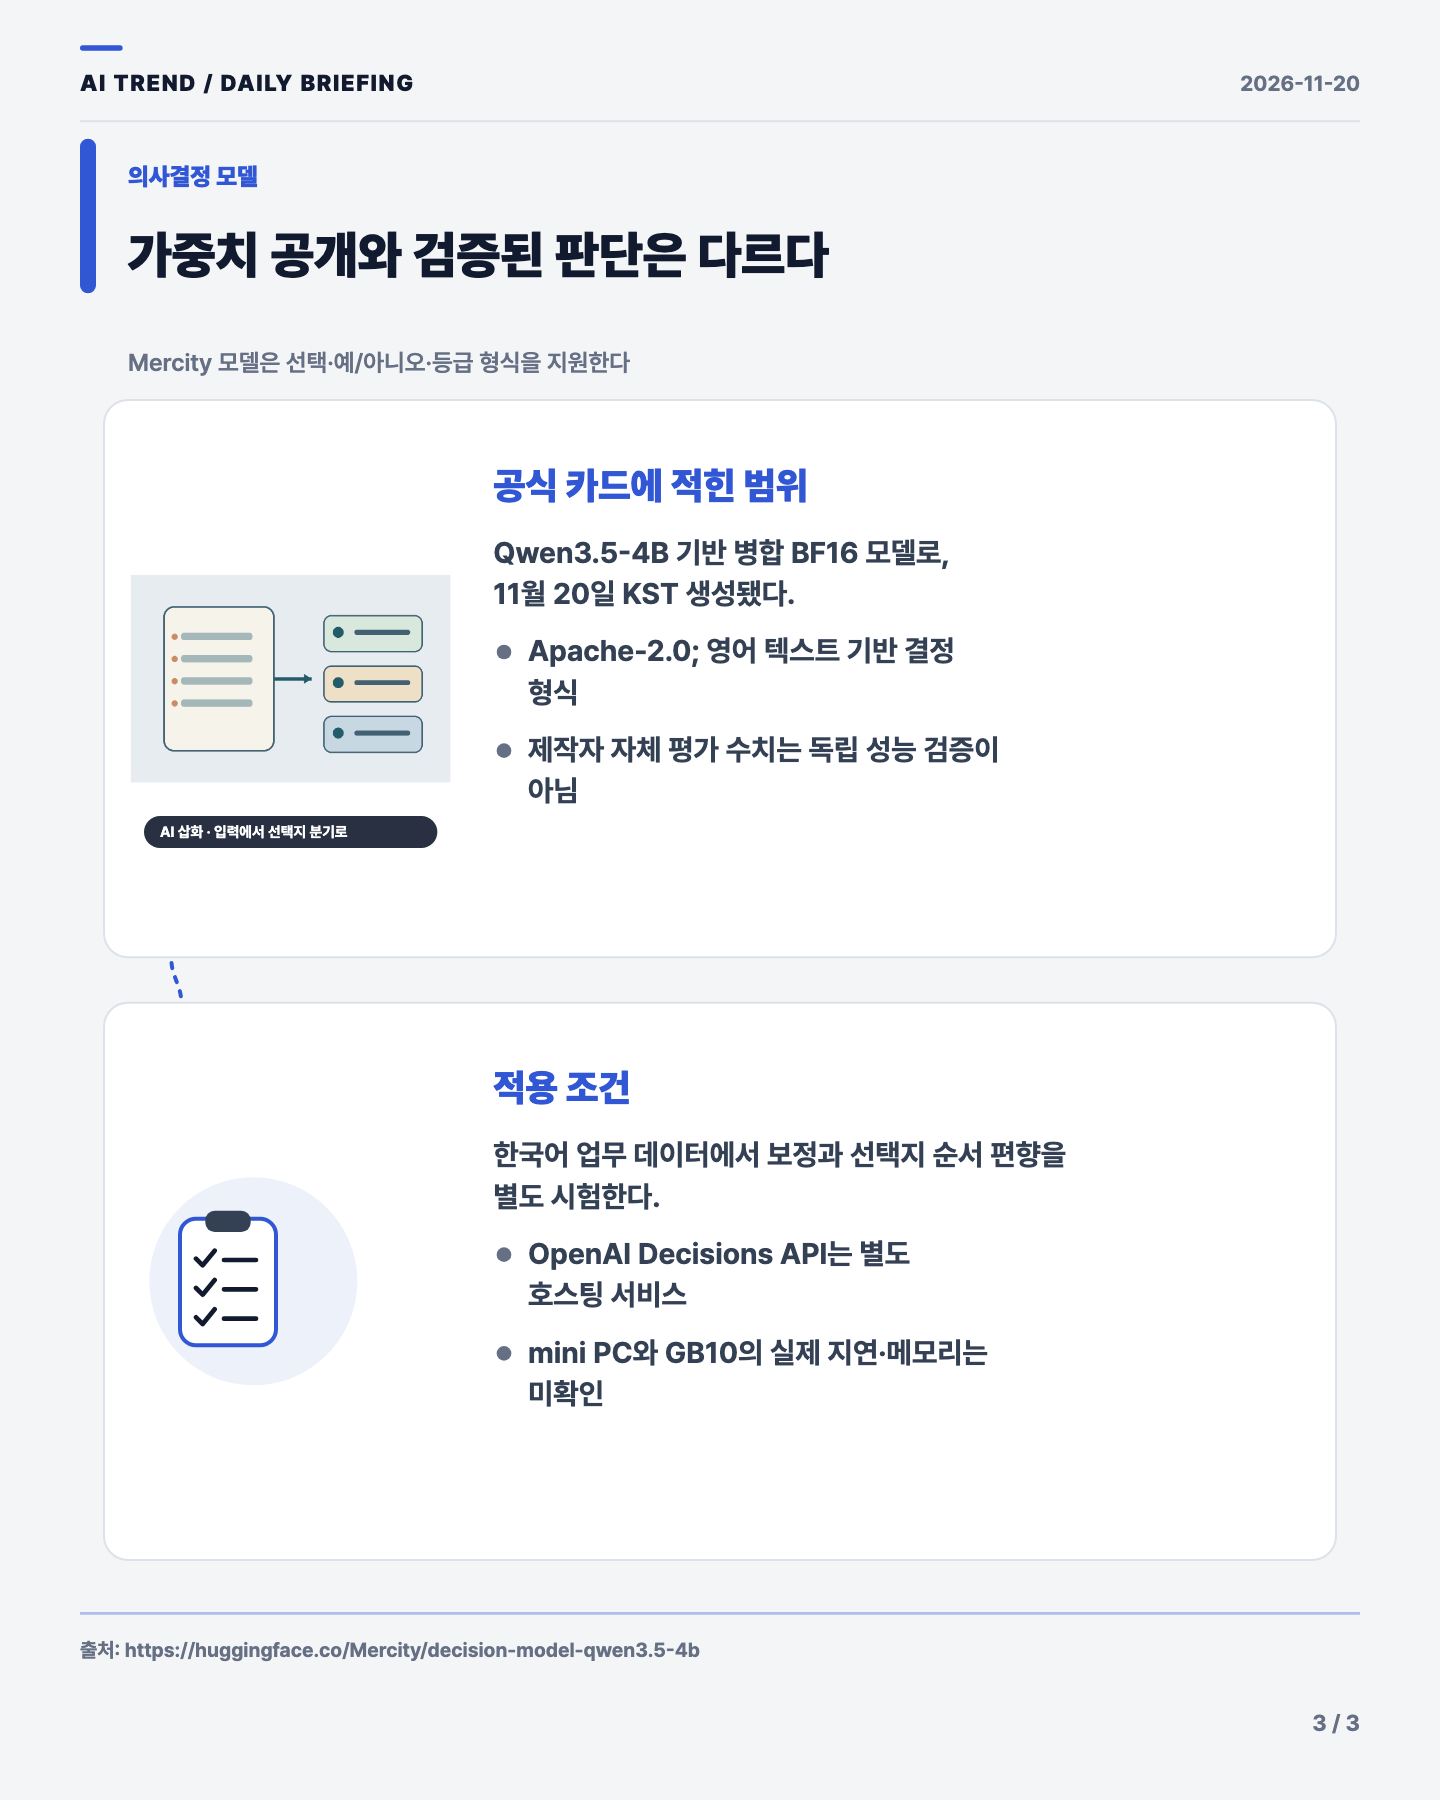 AI TREND / DAILY BRIEFING
2026-11-20
의사결정 모델
가중치 공개와 검증된 판단은 다르다
Mercity 모델은 선택·예/아니오·등급 형식을 지원한다
공식 카드에 적힌 범위
Qwen3.5-4B 기반 병합 BF16 모델로,
11월 20일 KST 생성됐다.
Apache-2.0; 영어 텍스트 기반 결정
형식
제작자 자체 평가 수치는 독립 성능 검증이
아님
AI 삽화 · 입력에서 선택지 분기로
적용 조건
한국어 업무 데이터에서 보정과 선택지 순서 편향을
별도 시험한다.
OpenAI Decisions API는 별도
호스팅 서비스
mini PC와 GB10의 실제 지연·메모리는
미확인
출처: https://huggingface.co/Mercity/decision-model-qwen3.5-4b
3 / 3